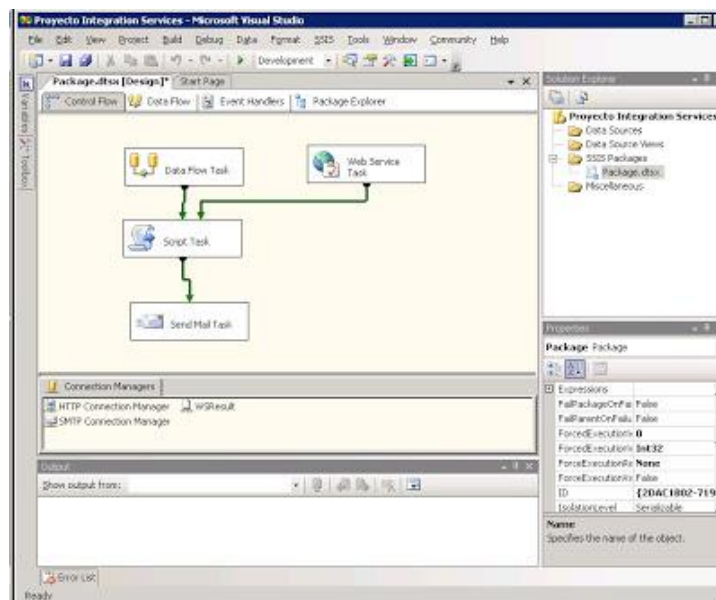 Proyecto Integration Services - Microsoft Visual Studio
File Edit View Project Build Debug Data Format SSIS Tools Window Community Help
Development
Package.dtsx [Design]* Start Page
Control Flow Data Flow Event Handlers Package Explorer
Variables
Toolbox
Data Flow Task
Web Service Task
Script Task
Send Mail Task
Connection Managers
HTTP Connection Manager WSResult
SMTP Connection Manager
Output
Show output from:
Error List
Ready
Solution Explorer
Proyecto Integration Services
Data Sources
Data Source Views
SSIS Packages
Package.dtsx
Miscellaneous
Properties
Package Package
Expressions
FailPackageOnFai False
FailParentOnFailu False
ForcedExecution 0
ForcedExecution Int32
ForceExecutionRe None
ForceExecution False
ID {2DAC1802-719
IsolationLevel Serializable
Name
Specifies the name of the object.